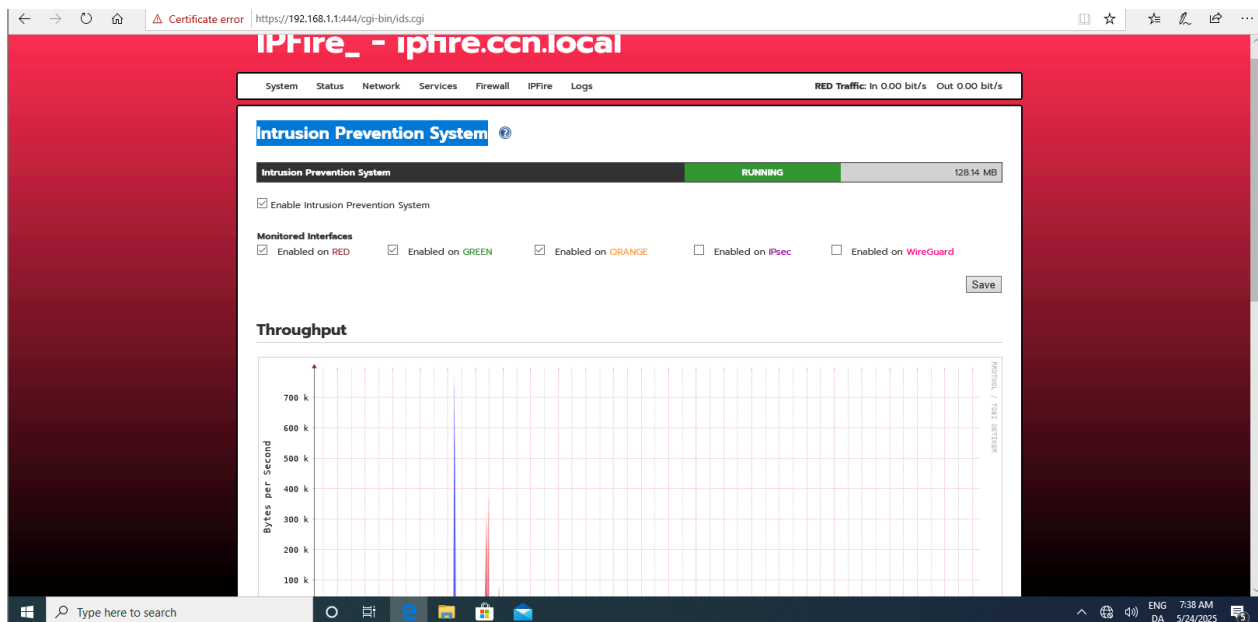 Certificate error https://192.168.1.1:444/cgi-bin/ids.cgi
IPFire_ - ipfire.ccn.local
System Status Network Services Firewall IPFire Logs RED Traffic: In 0.00 bit/s Out 0.00 bit/s
Intrusion Prevention System
Intrusion Prevention System RUNNING 128.14 MB
Enable Intrusion Prevention System
Monitored Interfaces
Enabled on RED Enabled on GREEN Enabled on ORANGE Enabled on IPsec Enabled on WireGuard
Save
Throughput
RRDTOOL / TOBI OETIKER
Bytes per Second
700 k
600 k
500 k
400 k
300 k
200 k
100 k
Type here to search
ENG 7:38 AM
DA 5/24/2025
5